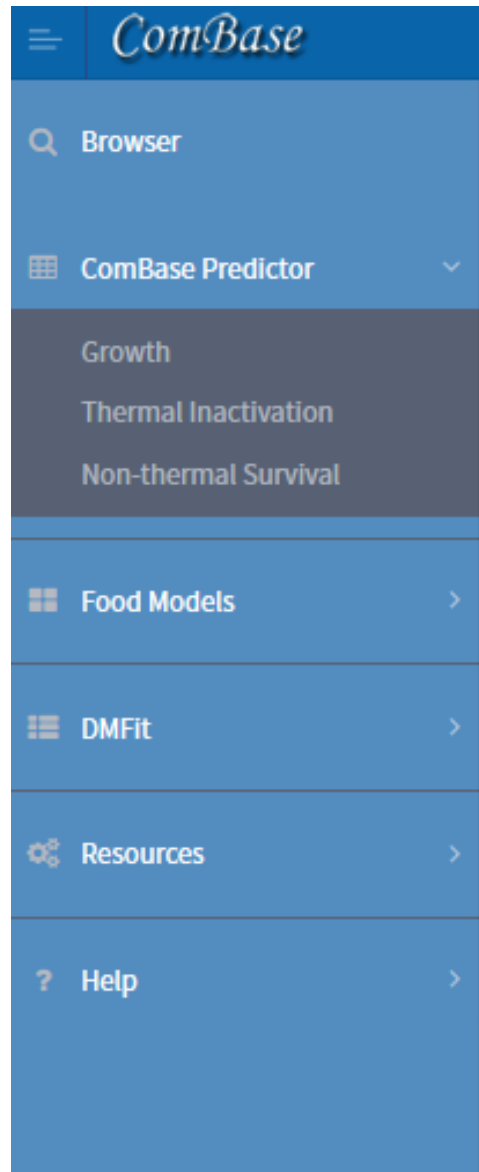 ComBase
Browser
ComBase Predictor
Growth
Thermal Inactivation
Non-thermal Survival
Food Models
DMFit
Resources
? Help